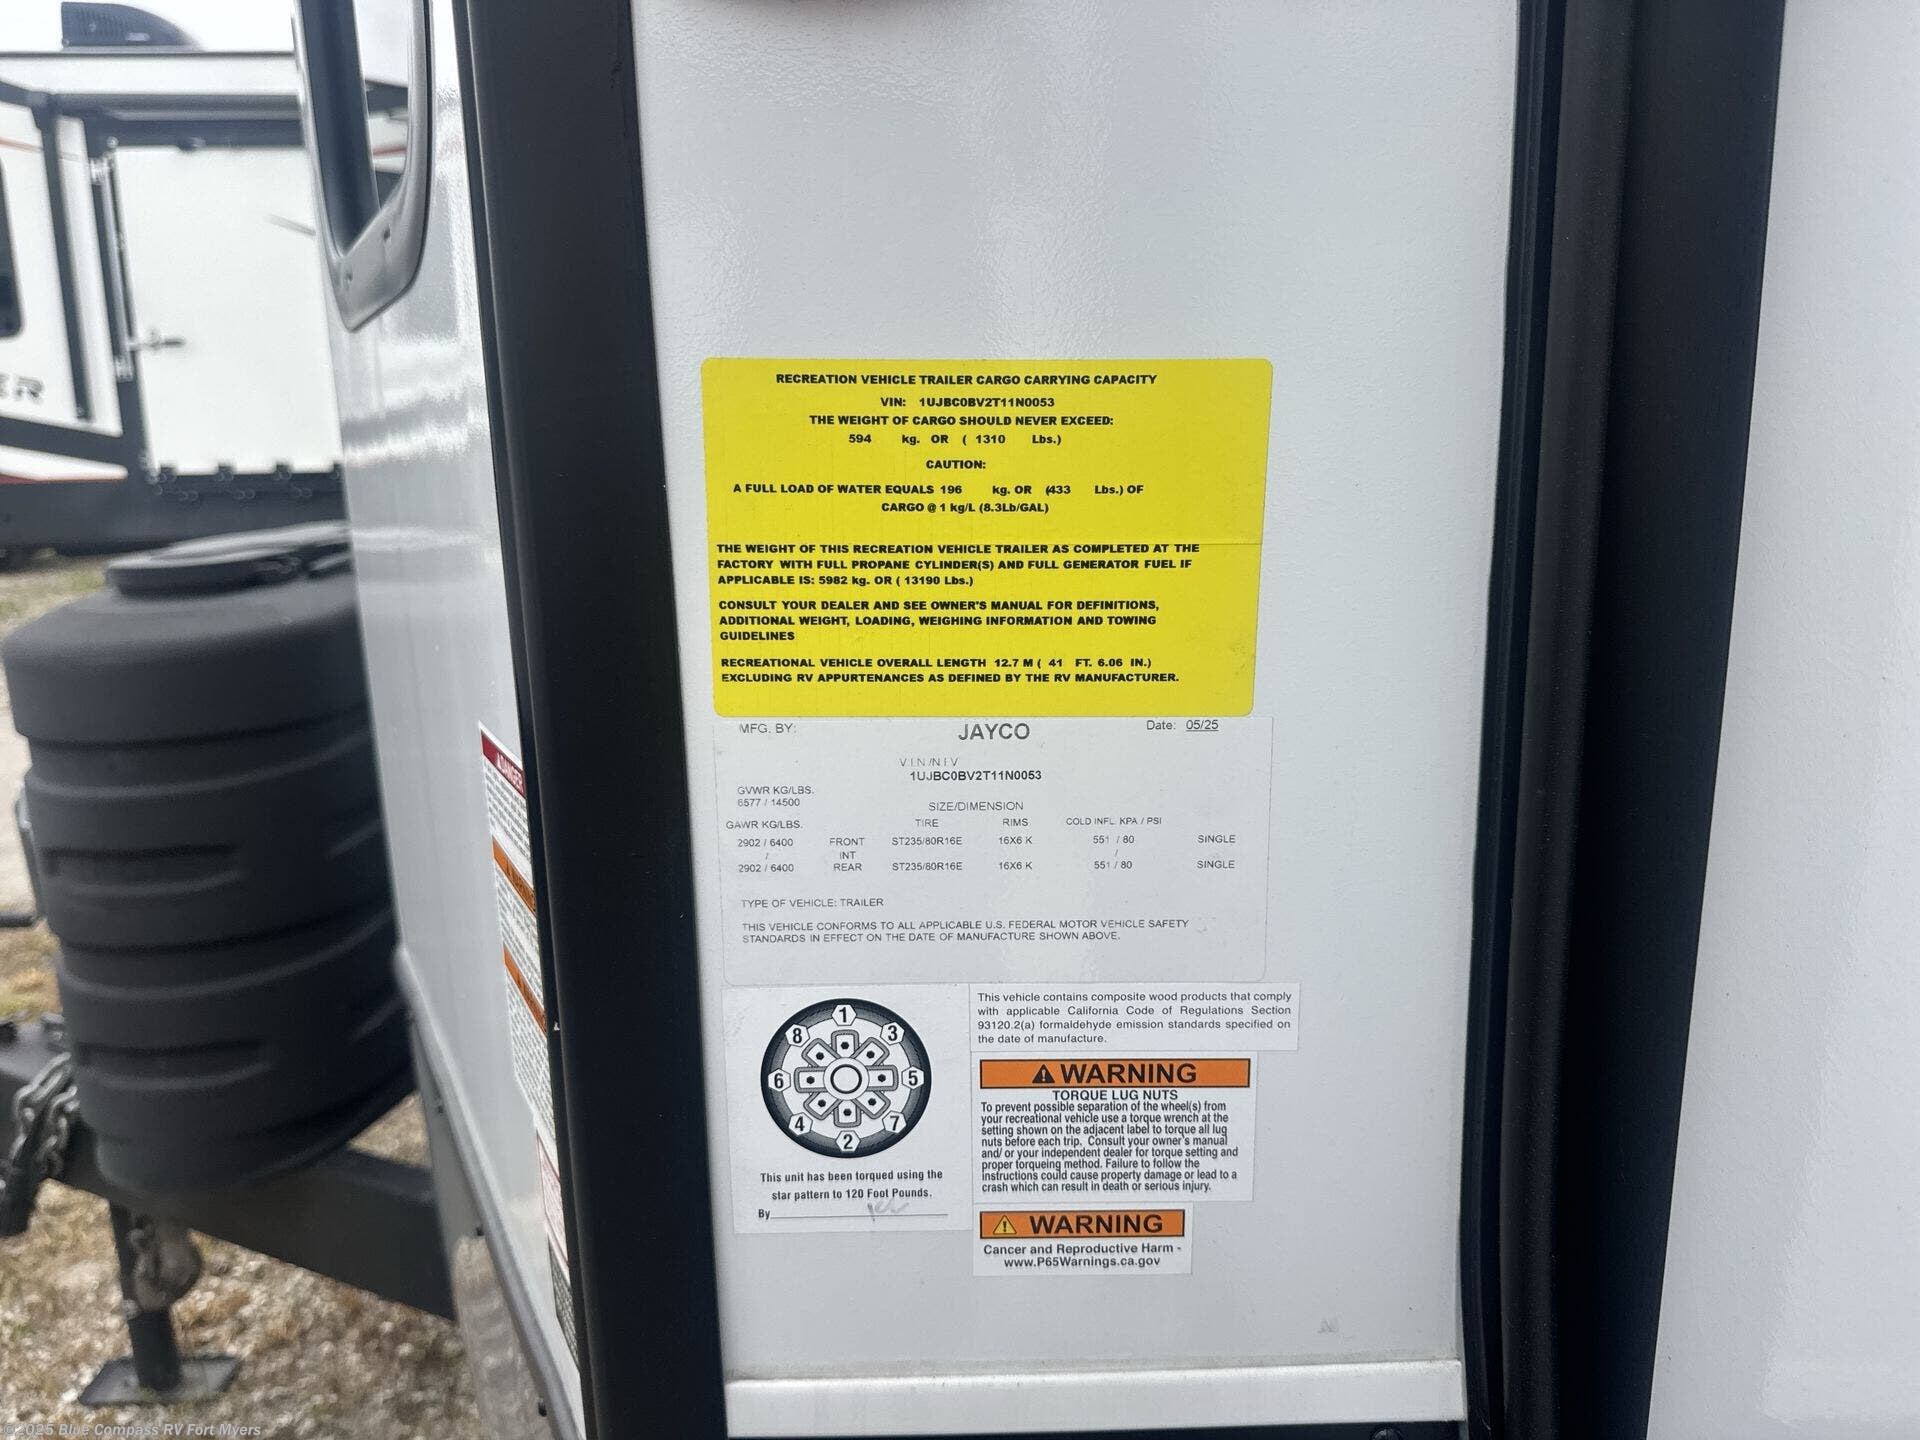 RECREATION VEHICLE TRAILER CARGO CARRYING CAPACITY
VIN: 1UJBC0BV2T11N0053
THE WEIGHT OF CARGO SHOULD NEVER EXCEED:
594 kg. OR ( 1310 Lbs.)
CAUTION:
A FULL LOAD OF WATER EQUALS 196 kg. OR (433 Lbs.) OF
CARGO @ 1 kg/L (8.3Lb/GAL)
THE WEIGHT OF THIS RECREATION VEHICLE TRAILER AS COMPLETED AT THE
FACTORY WITH FULL PROPANE CYLINDER(S) AND FULL GENERATOR FUEL IF
APPLICABLE IS: 5982 kg. OR ( 13190 Lbs.)
CONSULT YOUR DEALER AND SEE OWNER'S MANUAL FOR DEFINITIONS,
ADDITIONAL WEIGHT, LOADING, WEIGHING INFORMATION AND TOWING
GUIDELINES
RECREATIONAL VEHICLE OVERALL LENGTH 12.7 M ( 41 FT. 6.06 IN.)
EXCLUDING RV APPURTENANCES AS DEFINED BY THE RV MANUFACTURER.
MFG. BY: JAYCO Date: 05/25
V.I.N./N.I.V
1UJBC0BV2T11N0053
GVWR KG/LBS.
6577 / 14500
SIZE/DIMENSION
GAWR KG/LBS. TIRE RIMS COLD INFL. KPA / PSI
2902 / 6400 FRONT ST235/80R16E 16X6 K 551 / 80 SINGLE
/ INT /
2902 / 6400 REAR ST235/80R16E 16X6 K 551 / 80 SINGLE
TYPE OF VEHICLE: TRAILER
THIS VEHICLE CONFORMS TO ALL APPLICABLE U.S. FEDERAL MOTOR VEHICLE SAFETY
STANDARDS IN EFFECT ON THE DATE OF MANUFACTURE SHOWN ABOVE.
1
8 3
6 5
4 7
2
This unit has been torqued using the
star pattern to 120 Foot Pounds.
By
This vehicle contains composite wood products that comply
with applicable California Code of Regulations Section
93120.2(a) formaldehyde emission standards specified on
the date of manufacture.
WARNING
TORQUE LUG NUTS
To prevent possible separation of the wheel(s) from
your recreational vehicle use a torque wrench at the
setting shown on the adjacent label to torque all lug
nuts before each trip. Consult your owner's manual
and/ or your independent dealer for torque setting and
proper torqueing method. Failure to follow the
instructions could cause property damage or lead to a
crash which can result in death or serious injury.
WARNING
Cancer and Reproductive Harm -
www.P65Warnings.ca.gov
DANGER
©2025 Blue Compass RV Fort Myers